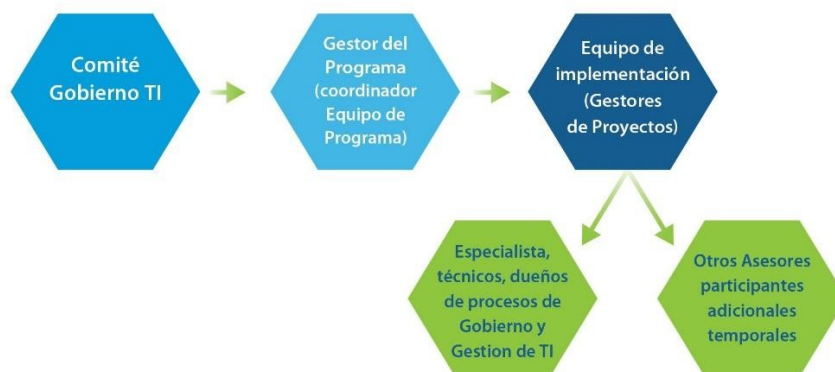 Comité
Gobierno TI
Gestor del
Programa
(coordinador
Equipo de
Programa)
Equipo de
implementación
(Gestores
de Proyectos)
Especialista,
técnicos, dueños
de procesos de
Gobierno y
Gestion de TI
Otros Asesores
participantes
adicionales
temporales